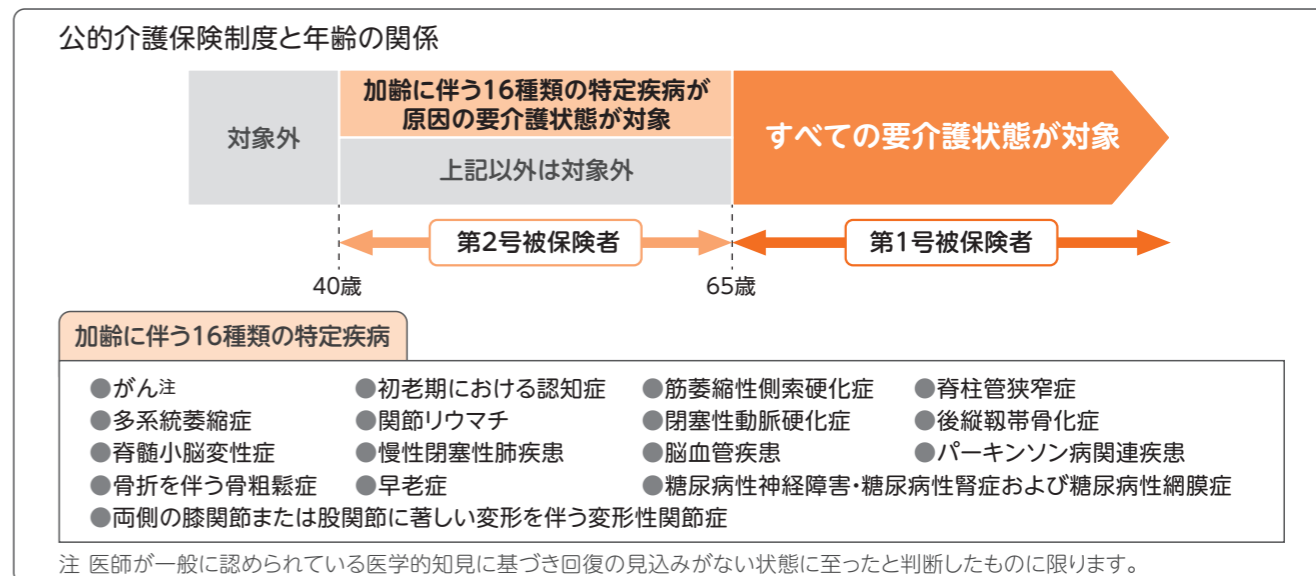 公的介護保険制度と年齢の関係
対象外
加齢に伴う16種類の特定疾病が
原因の要介護状態が対象
上記以外は対象外
すべての要介護状態が対象
第2号被保険者
第1号被保険者
40歳
65歳
加齢に伴う16種類の特定疾病
●がん注 ●初老期における認知症 ●筋萎縮性側索硬化症 ●脊柱管狭窄症
●多系統萎縮症 ●関節リウマチ ●閉塞性動脈硬化症 ●後縦靱帯骨化症
●脊髄小脳変性症 ●慢性閉塞性肺疾患 ●脳血管疾患 ●パーキンソン病関連疾患
●骨折を伴う骨粗鬆症 ●早老症 ●糖尿病性神経障害・糖尿病性腎症および糖尿病性網膜症
●両側の膝関節または股関節に著しい変形を伴う変形性関節症
注 医師が一般に認められている医学的知見に基づき回復の見込みがない状態に至ったと判断したものに限ります。